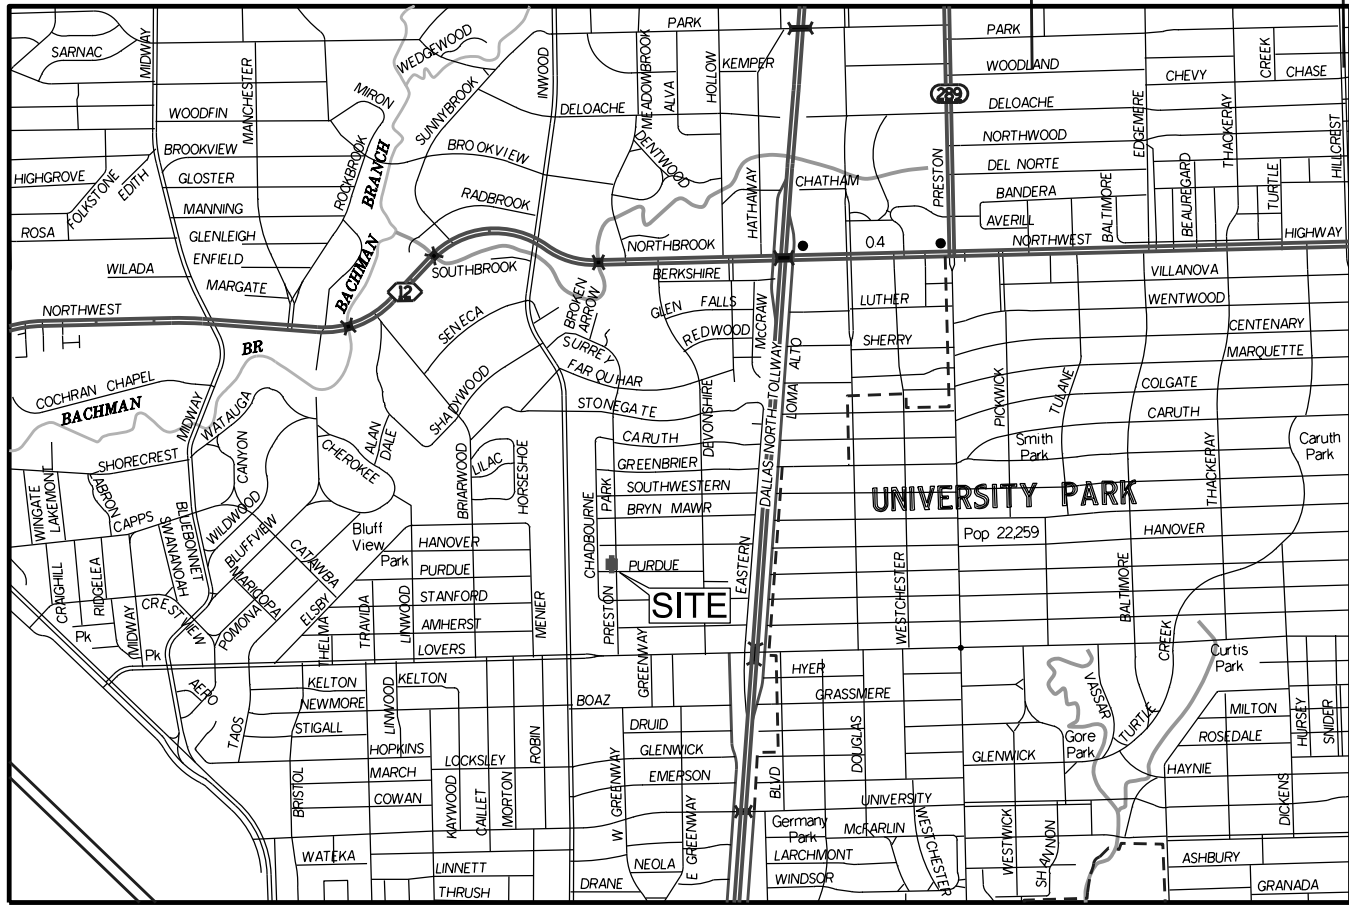 PARK
PARK
SARNAC
MIDWAY
WEDGEWOOD
INWOOD
MEADOWBROOK
ALVA
HOLLOW
KEMPER
WOODLAND
CREEK
CHEVY
CHASE
MANCHESTER
MIRON
SUNNYBROOK
289
WOODFIN
DELOACHE
DELOACHE
EDGEMERE
THACKERAY
HILLCREST
ROCKBROOK
BRANCH
BROOKVIEW
BROOKVIEW
DENTWOOD
NORTHWOOD
DEL NORTE
HIGHGROVE
FOLKSTONE
EDITH
GLOSTER
CHATHAM
PRESTON
BANDERA
BALTIMORE
BEAUREGARD
TURTLE
MANNING
RADBROOK
HATHAWAY
AVERILL
ROSA
GLENLEIGH
NORTHBROOK
04
NORTHWEST
HIGHWAY
ENFIELD
BACHMAN
WILADA
SOUTHBROOK
BERKSHIRE
VILLANOVA
MARGATE
12
BROKEN
ARROW
GLEN
FALLS
McCRAW
LUTHER
WENTWOOD
NORTHWEST
SENECA
REDWOOD
SHERRY
CENTENARY
BR
SURREY
MARQUETTE
COCHRAN CHAPEL
SHADYWOOD
FARQUHAR
DEVONSHIRE
DALLAS NORTH TOLLWAY
LOMA ALTO
PICKWICK
TULANE
COLGATE
BACHMAN
MIDWAY
WATAUGA
STONEGATE
CARUTH
CANYON
ALAN
DALE
CHEROKEE
CARUTH
Smith
Park
Caruth
Park
SHORECREST
BRIARWOOD
LILAC
HORSESHOE
GREENBRIER
THACKERAY
WINGATE
LAKEMONT
LABRON
PARK
SOUTHWESTERN
UNIVERSITY PARK
CAPPS
BLUEBONNET
SWANANOAH
WILDWOOD
CHADBOURNE
BRYN MAWR
Bluff
View
Park
BLUFFVIEW
CATAWBA
HANOVER
Pop 22,259
HANOVER
CRAIGHILL
RIDGELEA
MARICOPA
PURDUE
PURDUE
EASTERN
WESTCHESTER
BALTIMORE
CREST VIEW
POMONA
ELSBY
STANFORD
SITE
MIDWAY
Pk
Pk
THELMA
TRAVIDA
LINWOOD
AMHERST
LOVERS
MENIER
PRESTON
GREENWAY
CREEK
Curtis
Park
AERO
KELTON
KELTON
HYER
NEWMORE
LINWOOD
BOAZ
GRASSMERE
VASSAR
MILTON
HURSEY
SNIDER
TAOS
STIGALL
DRUID
DOUGLAS
TURTLE
ROSEDALE
HOPKINS
LOCKSLEY
ROBIN
GLENWICK
GLENWICK
Gore
Park
MARCH
EMERSON
HAYNIE
BRISTOL
COWAN
KAYWOOD
CAILLET
MORTON
W GREENWAY
E GREENWAY
BLVD
UNIVERSITY
DICKENS
Germany
Park
McFARLIN
WESTCHESTER
WESTWICK
SHANNON
WATEKA
LINNETT
NEOLA
LARCHMONT
ASHBURY
THRUSH
DRANE
WINDSOR
GRANADA